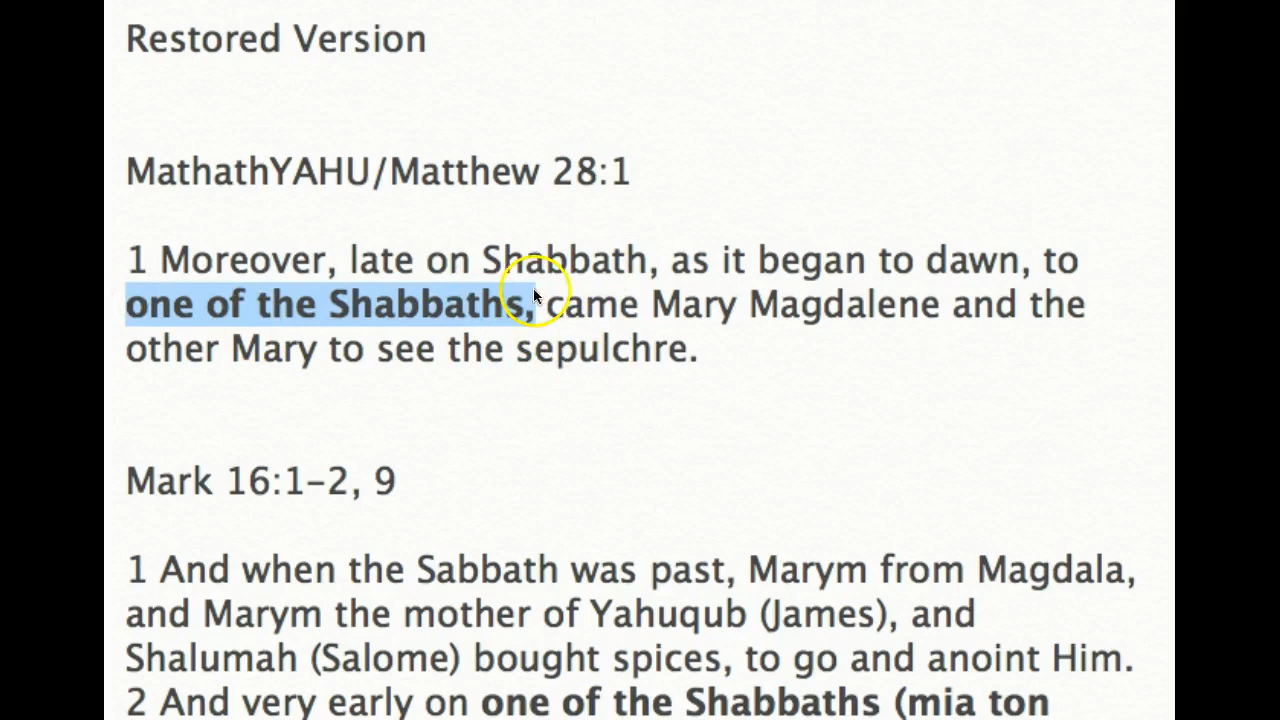 Restored Version
MathathYAHU/Matthew 28:1
1 Moreover, late on Shabbath, as it began to dawn, to
one of the Shabbaths, came Mary Magdalene and the
other Mary to see the sepulchre.
Mark 16:1-2, 9
1 And when the Sabbath was past, Marym from Magdala,
and Marym the mother of Yahuqub (James), and
Shalumah (Salome) bought spices, to go and anoint Him.
2 And very early on one of the Shabbaths (mia ton